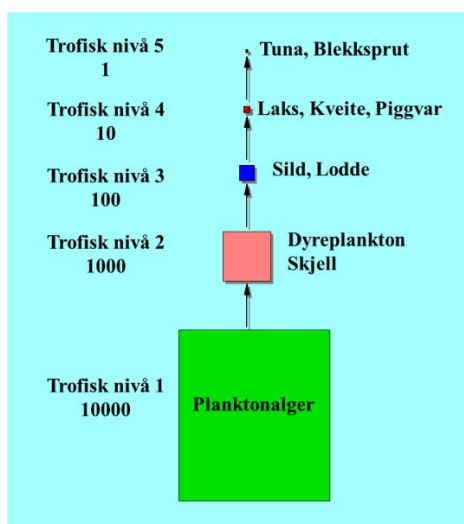 Trofisk nivå 5
1
Tuna, Blekksprut
Trofisk nivå 4
10
Laks, Kveite, Piggvar
Trofisk nivå 3
100
Sild, Lodde
Trofisk nivå 2
1000
Dyreplankton
Skjell
Trofisk nivå 1
10000
Planktonalger